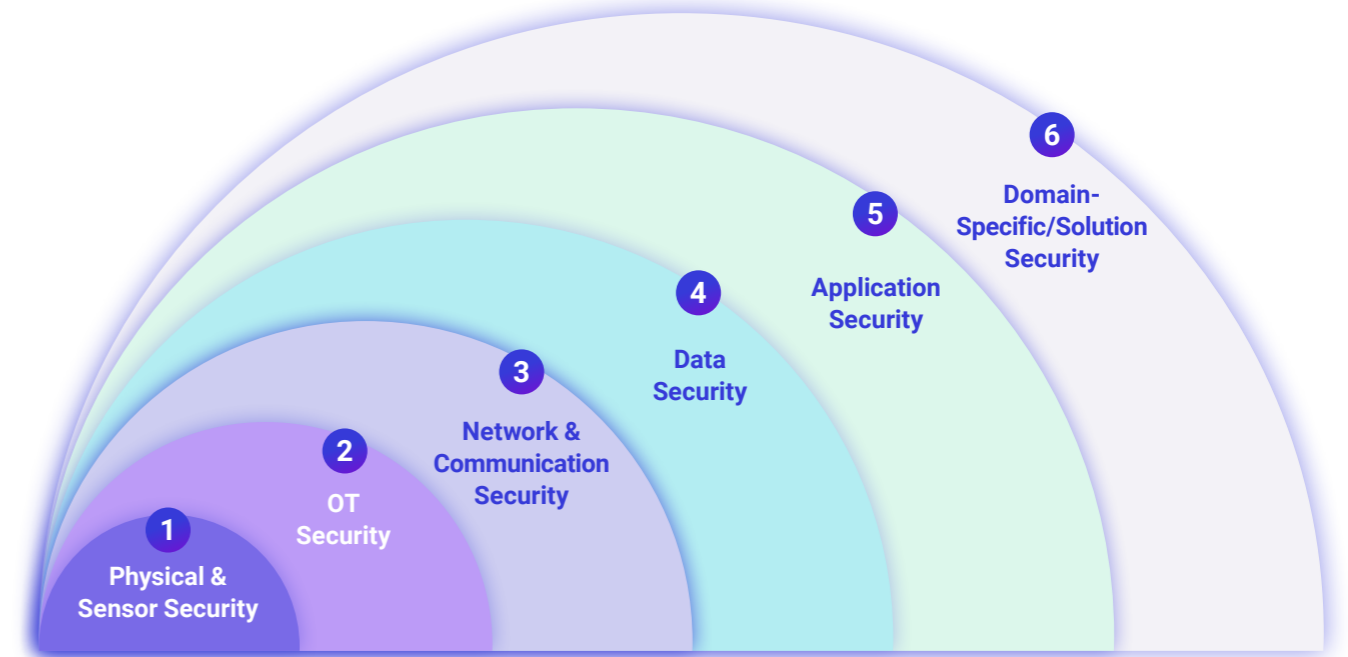 1
Physical &
Sensor Security
2
OT
Security
3
Network &
Communication
Security
4
Data
Security
5
Application
Security
6
Domain-
Specific/Solution
Security